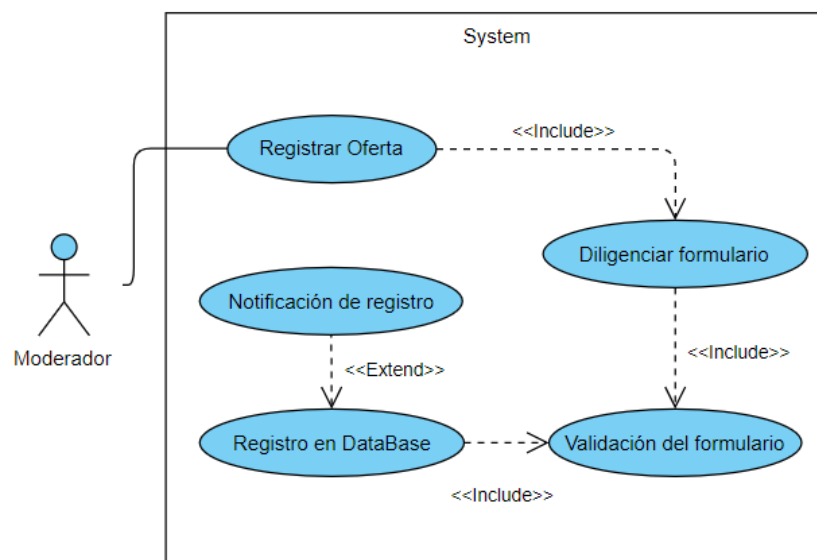 System
<<Include>>
Registrar Oferta
Diligenciar formulario
Notificación de registro
Moderador
<<Include>>
<<Extend>>
Registro en DataBase
Validación del formulario
<<Include>>